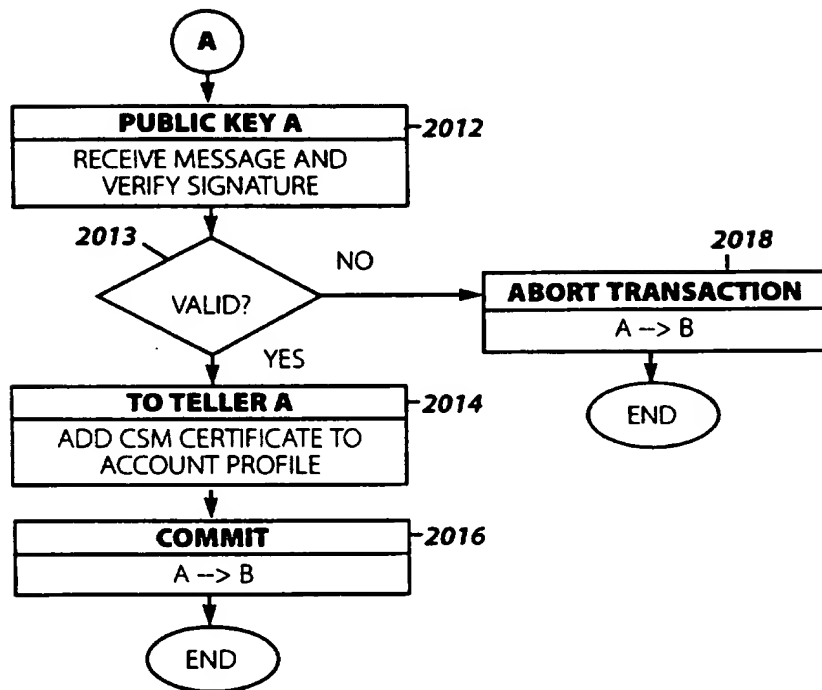 A
PUBLIC KEY A
2012
RECEIVE MESSAGE AND
VERIFY SIGNATURE
2013
VALID?
NO
YES
2018
ABORT TRANSACTION
A --> B
END
TO TELLER A
2014
ADD CSM CERTIFICATE TO
ACCOUNT PROFILE
COMMIT
2016
A --> B
END